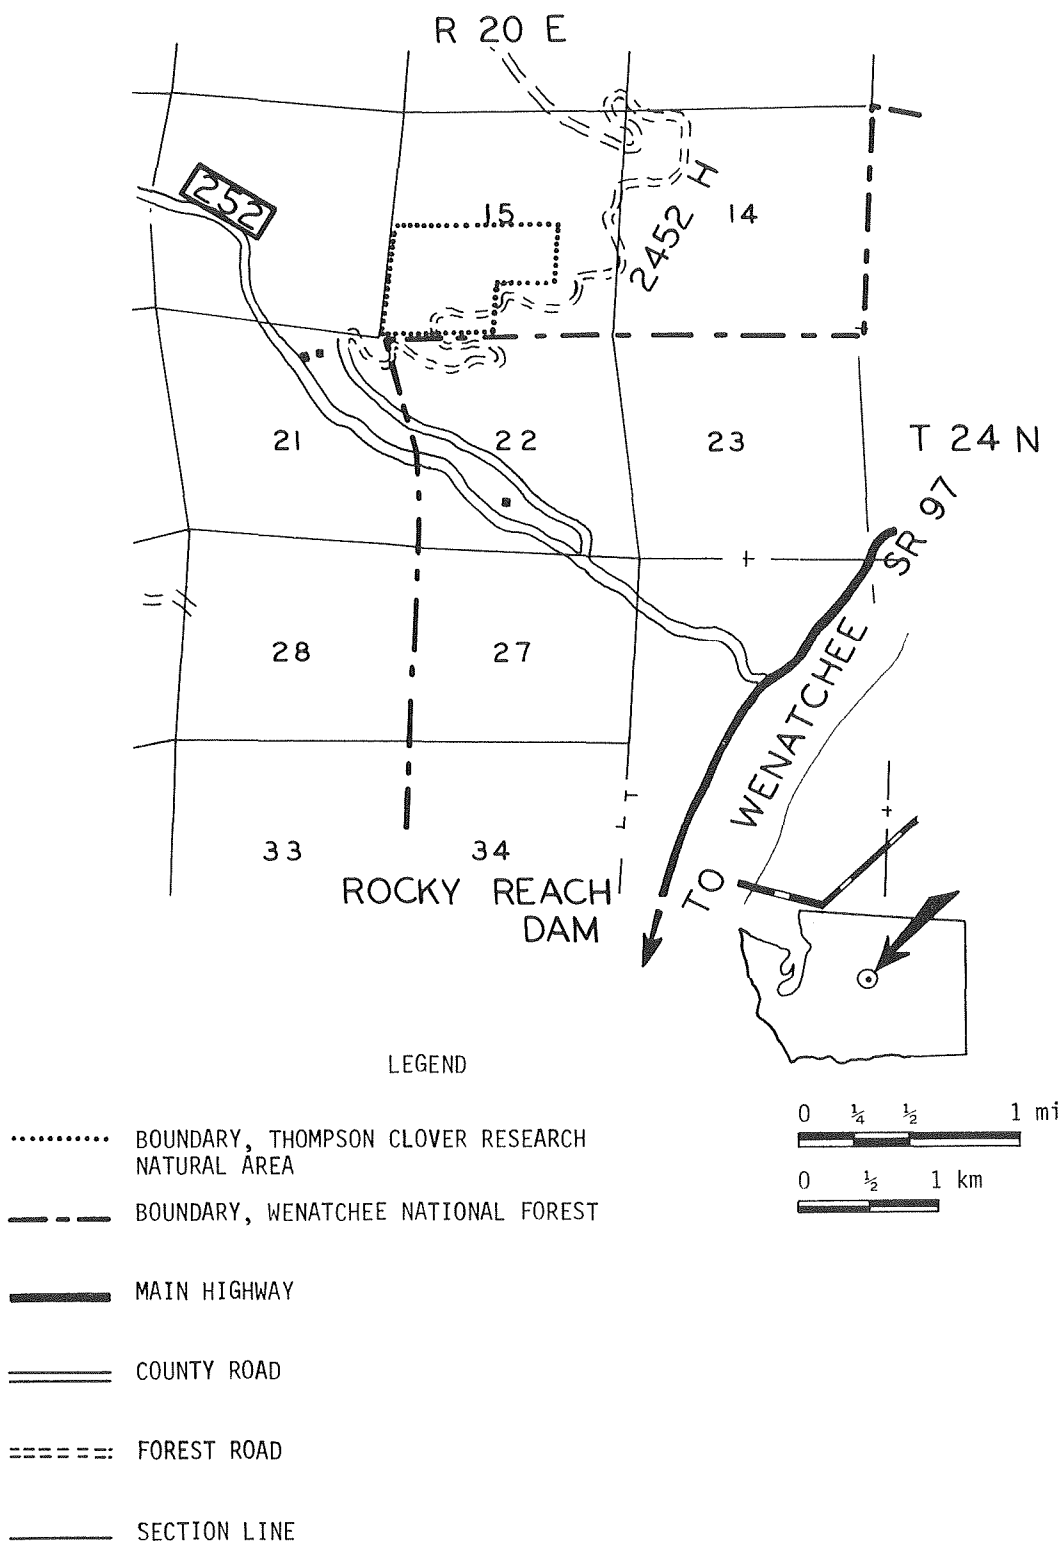 R 20 E
252
15
14
2452 H
21
22
23
T 24 N
SR 97
28
27
TO WENATCHEE
33
34
ROCKY REACH
DAM
LEGEND
BOUNDARY, THOMPSON CLOVER RESEARCH
NATURAL AREA
BOUNDARY, WENATCHEE NATIONAL FOREST
MAIN HIGHWAY
COUNTY ROAD
FOREST ROAD
SECTION LINE
0 ¼ ½ 1 mi
0 ½ 1 km